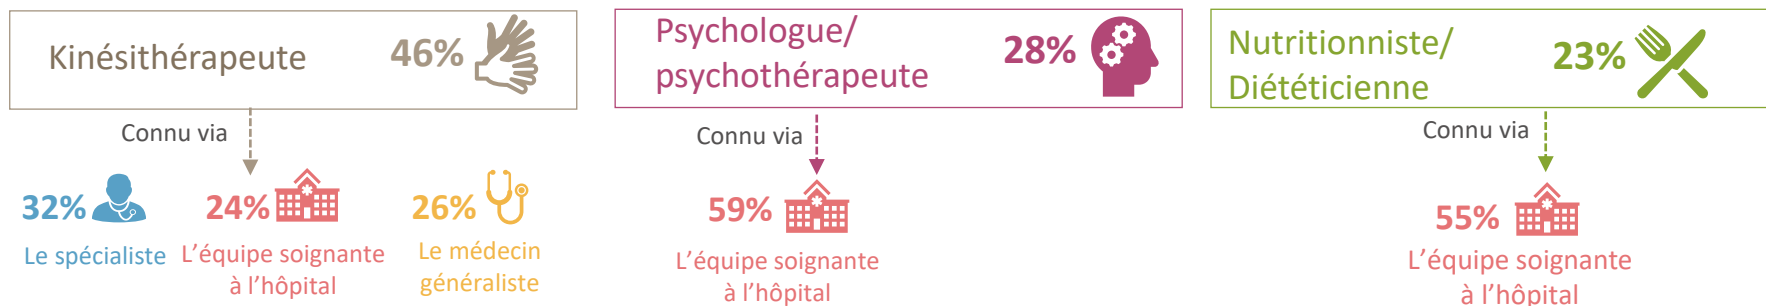 Kinésithérapeute 46%
Connu via
32%
Le spécialiste
24%
L'équipe soignante
à l'hôpital
26%
Le médecin
généraliste
Psychologue/
psychothérapeute
28%
Connu via
59%
L'équipe soignante
à l'hôpital
Nutritionniste/
Diététicienne
23%
Connu via
55%
L'équipe soignante
à l'hôpital